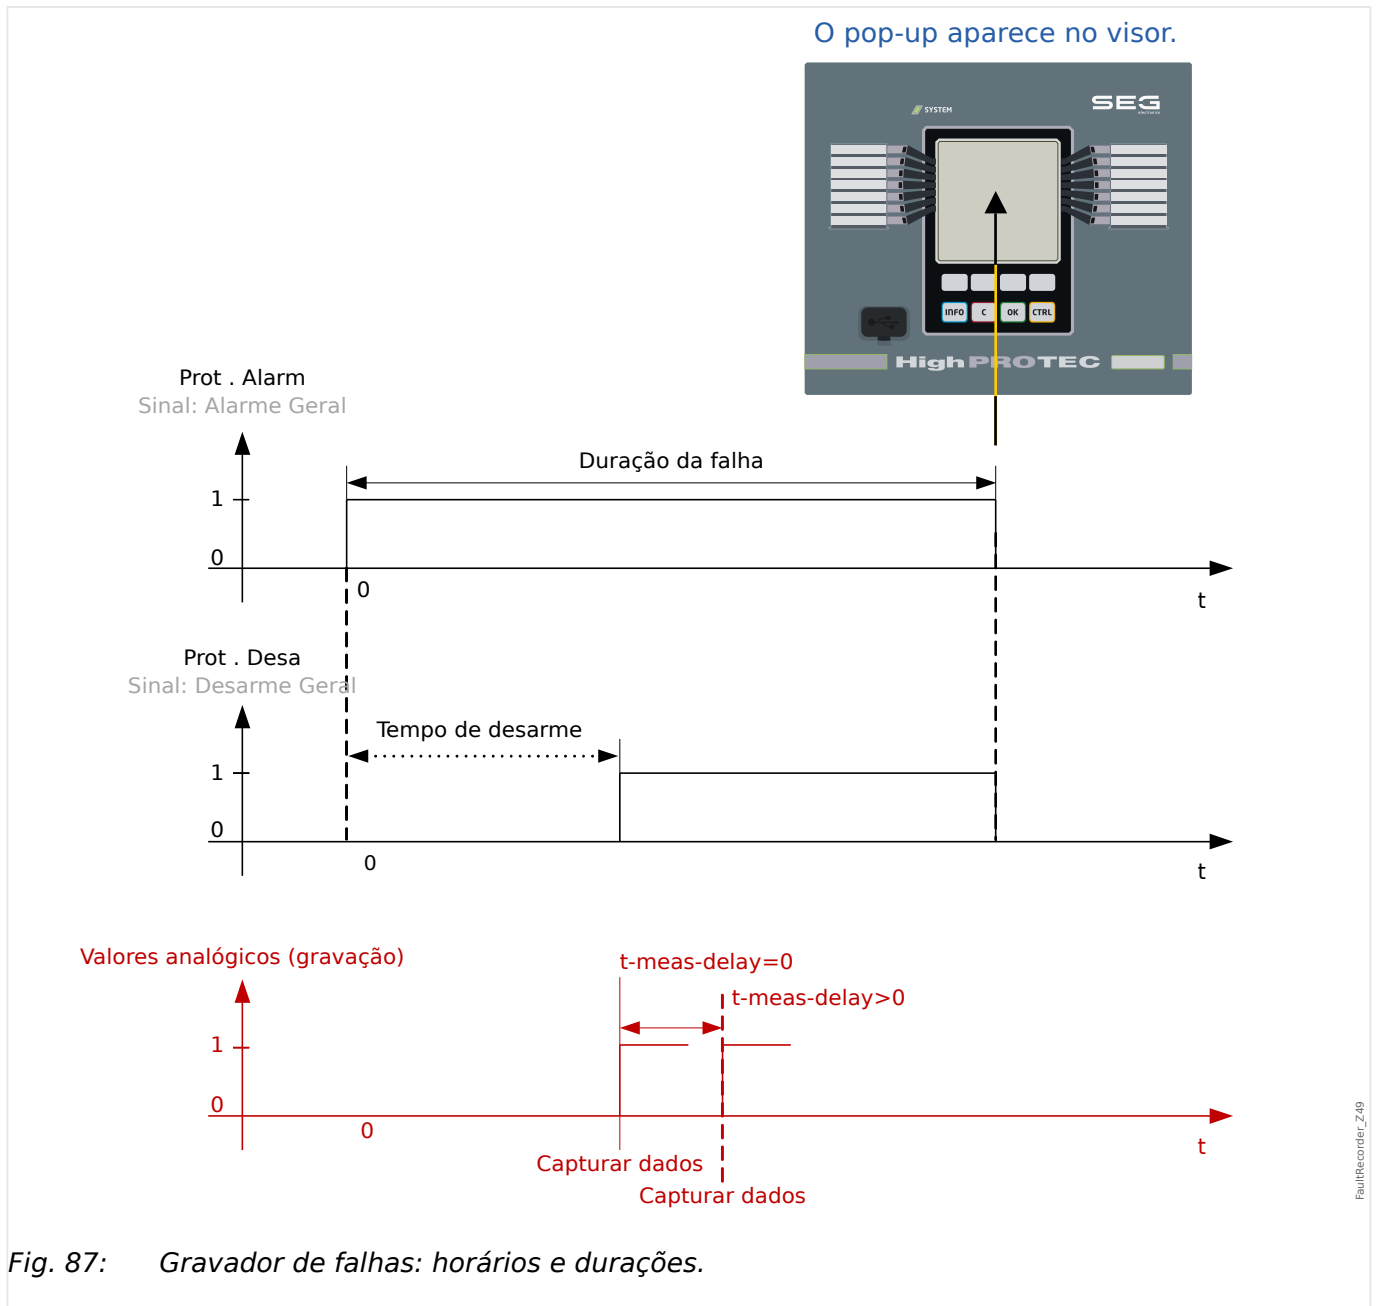 O pop-up aparece no visor.
SYSTEM
SEG
electronics
INFO
C
OK
CTRL
HighPROTEC
Prot . Alarm
Sinal: Alarme Geral
Duração da falha
1
0
0
t
Prot . Desa
Sinal: Desarme Geral
Tempo de desarme
1
0
0
t
Valores analógicos (gravação)
t-meas-delay=0
t-meas-delay>0
1
0
0
t
Capturar dados
Capturar dados
FaultRecorder_Z49
Fig. 87: Gravador de falhas: horários e durações.